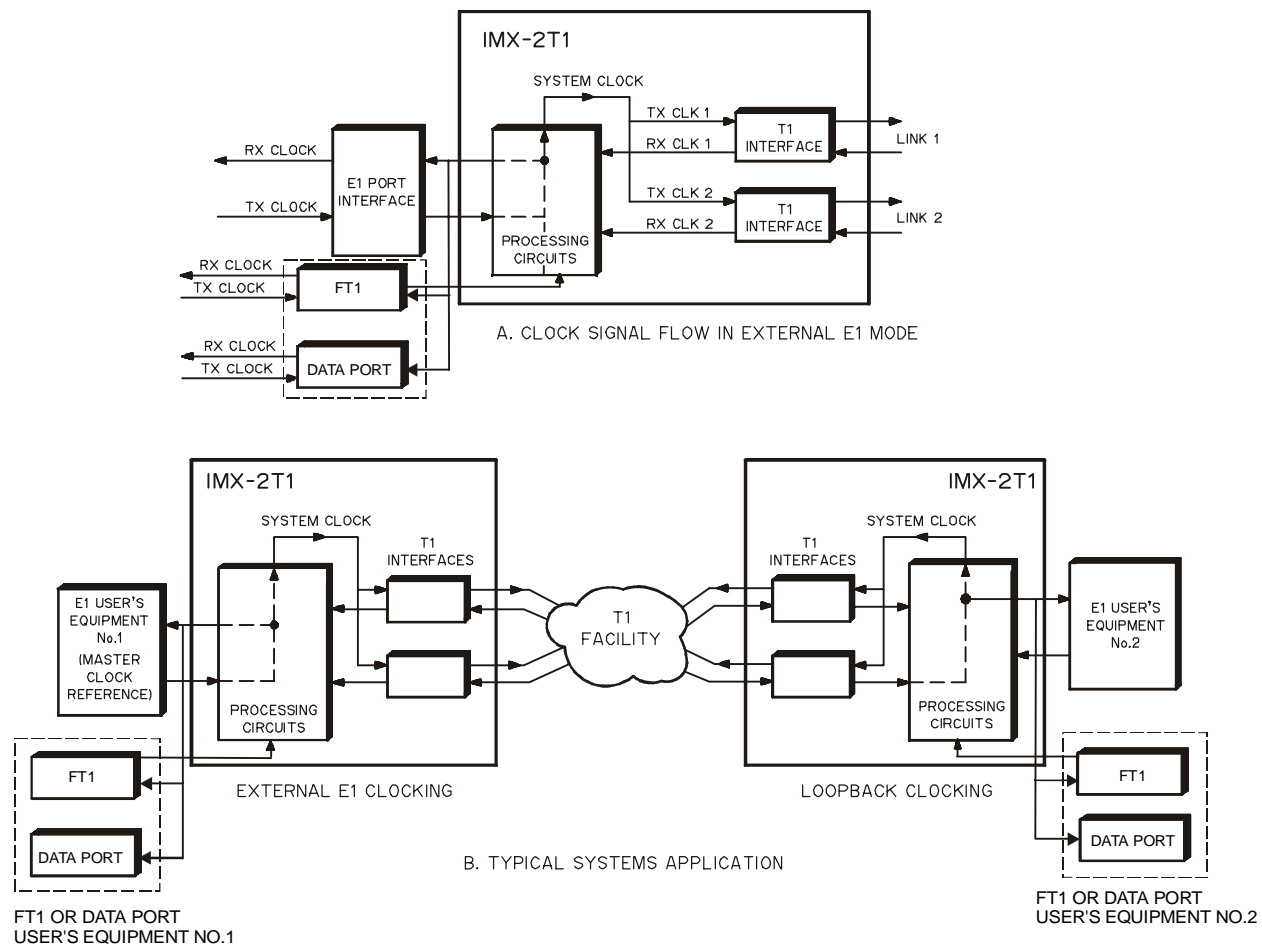 IMX-2T1
SYSTEM CLOCK
TX CLK 1
T1
INTERFACE
LINK 1
RX CLK 1
RX CLOCK
E1 PORT
INTERFACE
TX CLOCK
TX CLK 2
T1
INTERFACE
LINK 2
RX CLK 2
PROCESSING
CIRCUITS
RX CLOCK
FT1
TX CLOCK
A. CLOCK SIGNAL FLOW IN EXTERNAL E1 MODE
RX CLOCK
DATA PORT
TX CLOCK
IMX-2T1
SYSTEM CLOCK
T1
INTERFACES
E1 USER'S
EQUIPMENT
No.1
(MASTER
CLOCK
REFERENCE)
PROCESSING
CIRCUITS
FT1
DATA PORT
EXTERNAL E1 CLOCKING
T1
FACILITY
IMX-2T1
SYSTEM CLOCK
T1
INTERFACES
E1 USER'S
EQUIPMENT
No.2
PROCESSING
CIRCUITS
FT1
DATA PORT
LOOPBACK CLOCKING
B. TYPICAL SYSTEMS APPLICATION
FT1 OR DATA PORT
USER'S EQUIPMENT NO.1
FT1 OR DATA PORT
USER'S EQUIPMENT NO.2